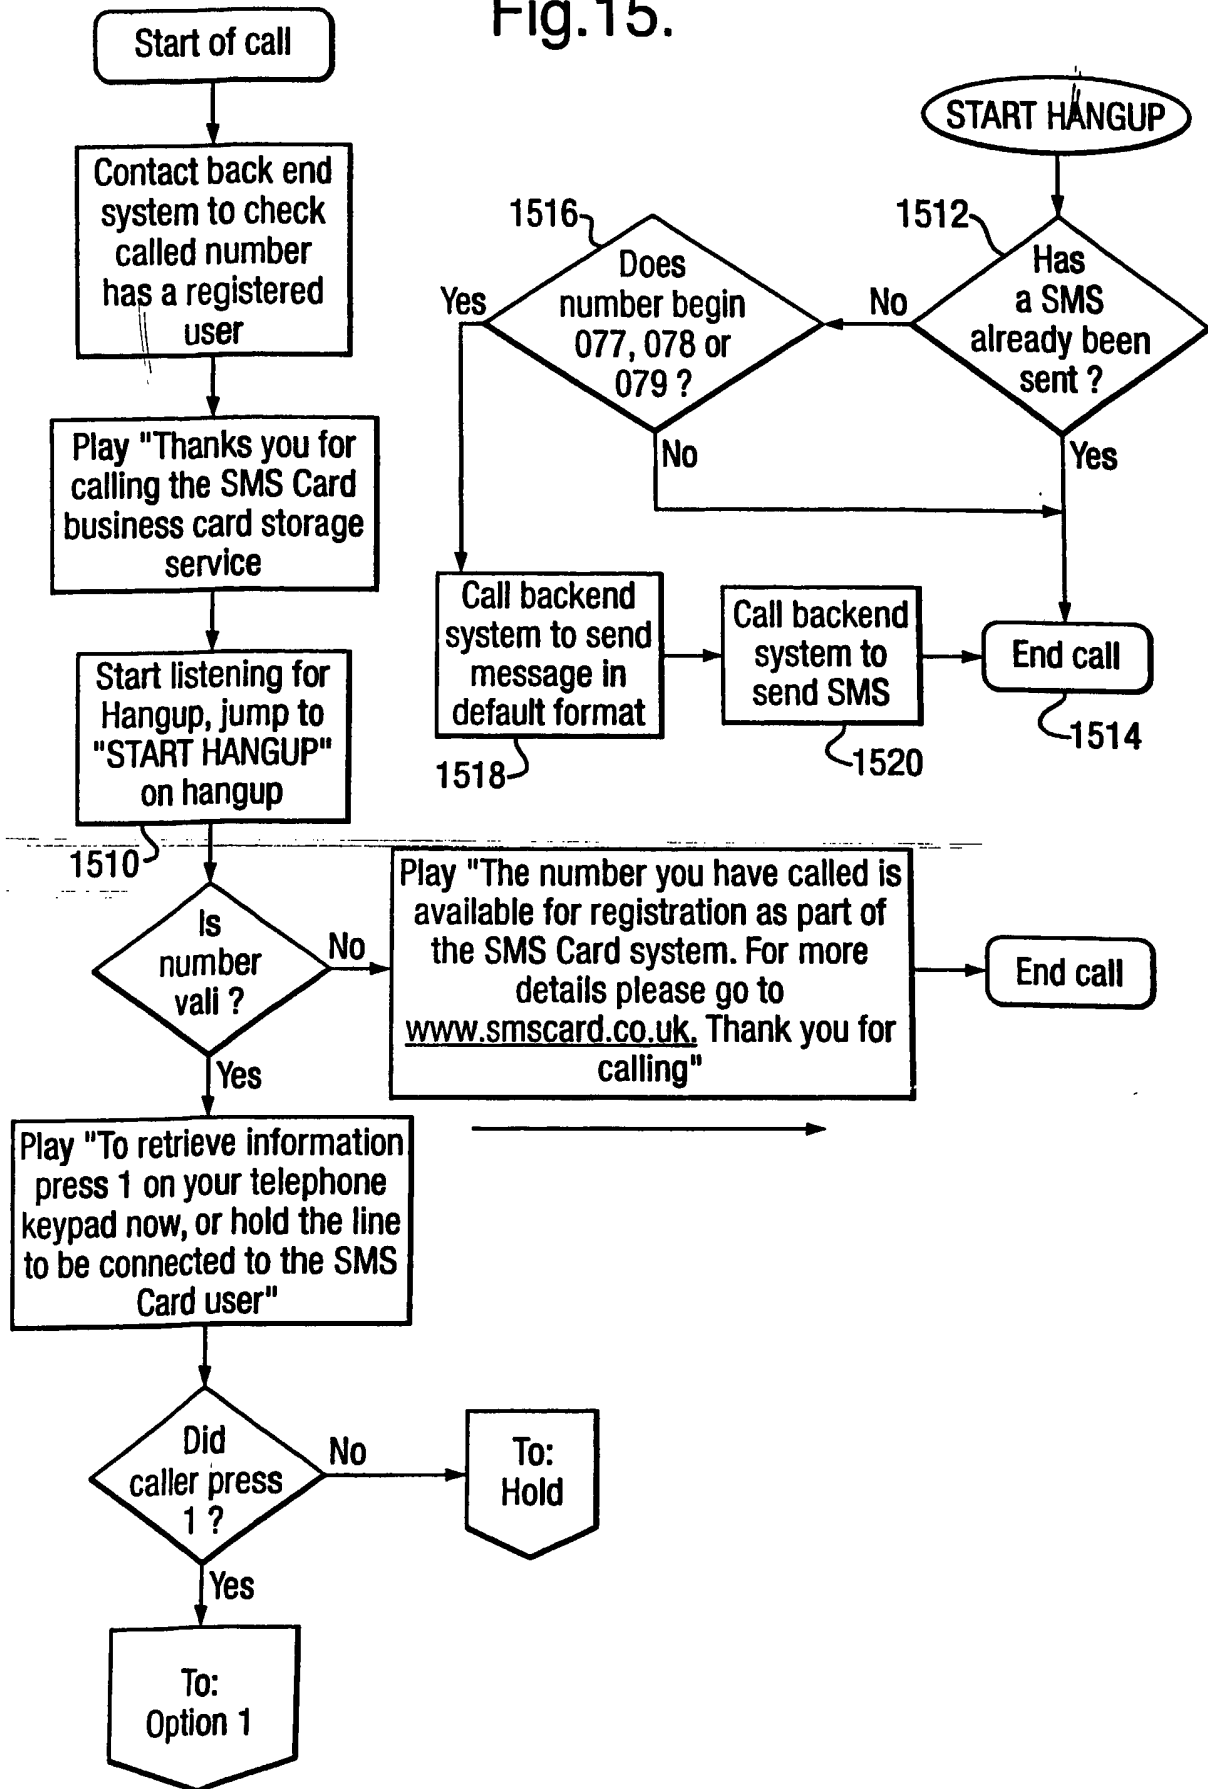 Fig.15.
Start of call
Contact back end
system to check
called number
has a registered
user
Play "Thanks you for
calling the SMS Card
business card storage
service
Start listening for
Hangup, jump to
"START HANGUP"
on hangup
1510
Is
number
vali ?
No
Yes
Play "The number you have called is
available for registration as part of
the SMS Card system. For more
details please go to
www.smscard.co.uk. Thank you for
calling"
End call
Play "To retrieve information
press 1 on your telephone
keypad now, or hold the line
to be connected to the SMS
Card user"
Did
caller press
1 ?
No
To:
Hold
Yes
To:
Option 1
START HANGUP
1512
Has
a SMS
already been
sent ?
No
Yes
1516
Does
number begin
077, 078 or
079 ?
Yes
No
Call backend
system to send
message in
default format
1518
Call backend
system to
send SMS
1520
End call
1514